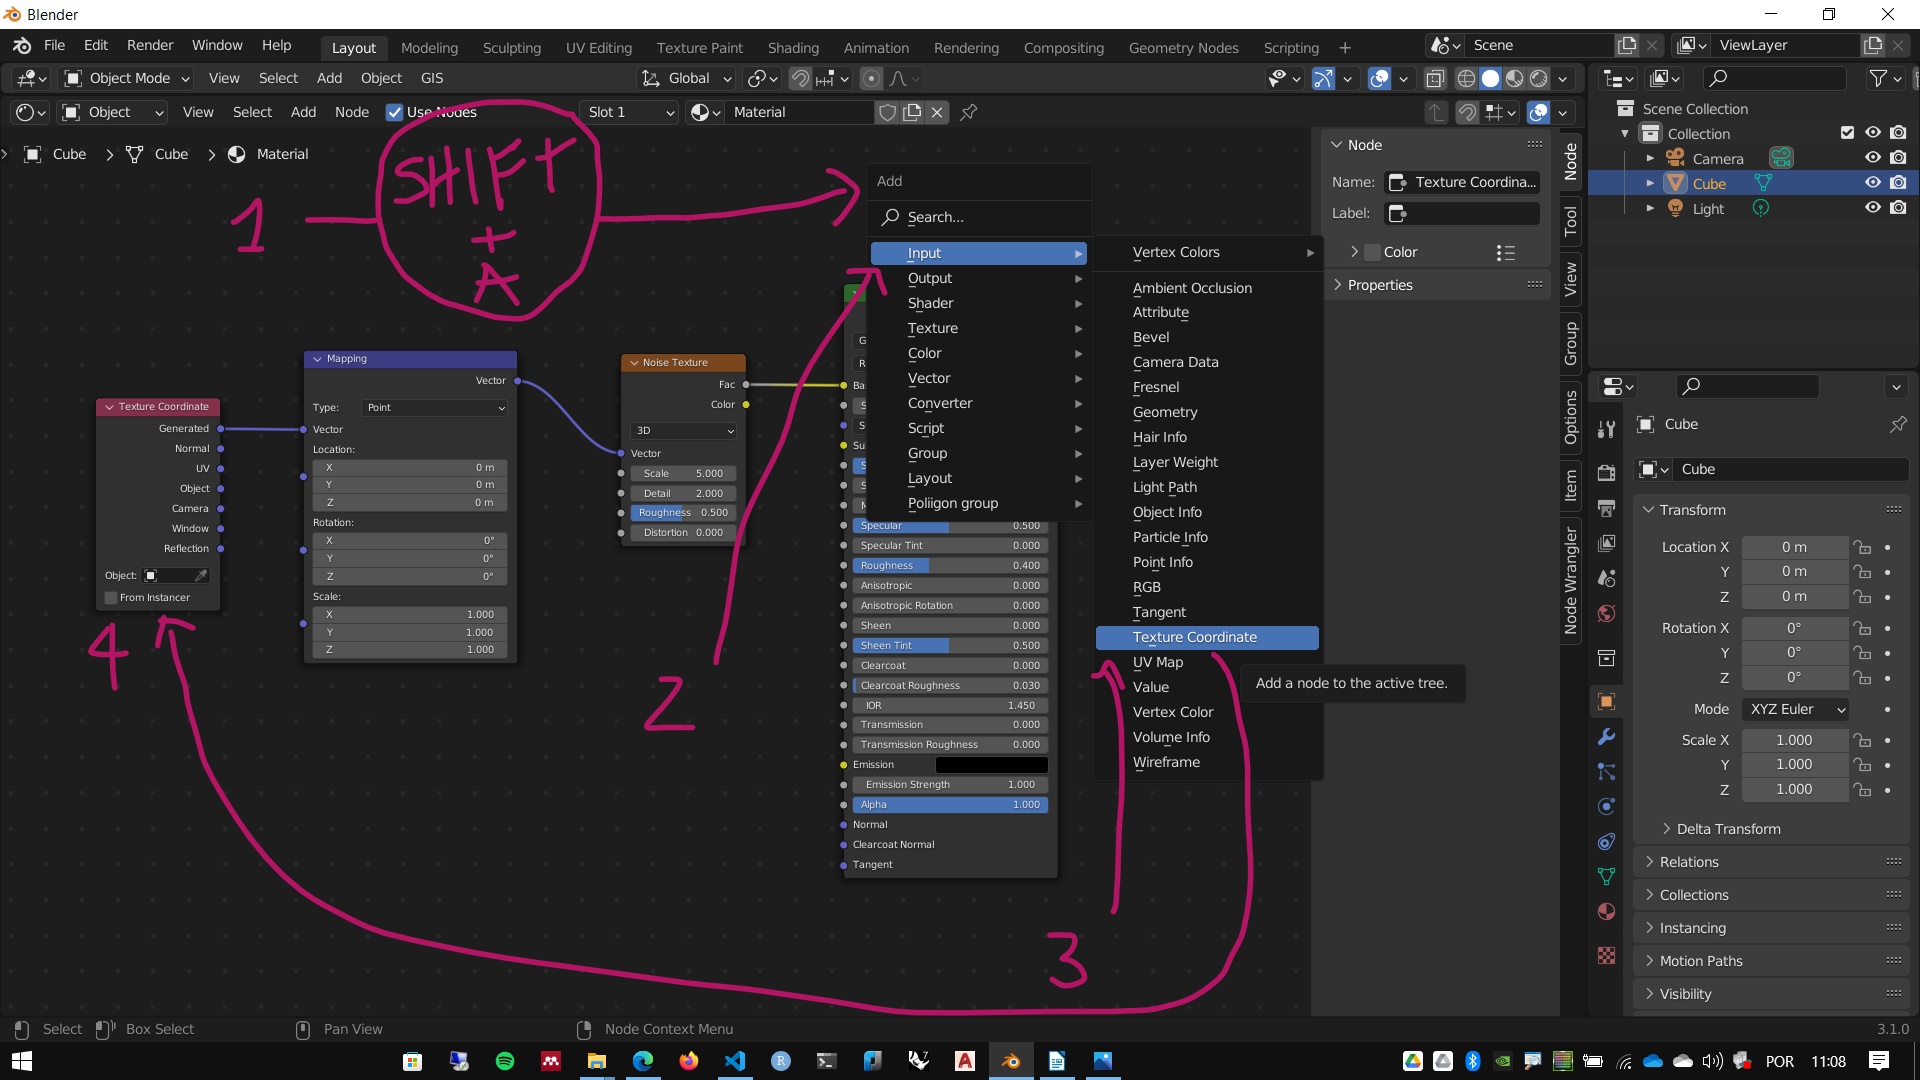 Blender
File Edit Render Window Help Layout Modeling Sculpting UV Editing Texture Paint Shading Animation Rendering Compositing Geometry Nodes Scripting + Scene ViewLayer
Object Mode View Select Add Object GIS Global
Object View Select Add Node Use Nodes Slot 1 Material
Cube > Cube > Material
1 SHIFT
+
A
2
3
4
Texture Coordinate
Generated
Normal
UV
Object
Camera
Window
Reflection
Object:
From Instancer
Mapping
Vector
Type: Point
Vector
Location:
X 0 m
Y 0 m
Z 0 m
Rotation:
X 0°
Y 0°
Z 0°
Scale:
X 1.000
Y 1.000
Z 1.000
Noise Texture
Fac
Color
3D
Vector
Scale 5.000
Detail 2.000
Roughness 0.500
Distortion 0.000
Specular 0.500
Specular Tint 0.000
Roughness 0.400
Anisotropic 0.000
Anisotropic Rotation 0.000
Sheen 0.000
Sheen Tint 0.500
Clearcoat 0.000
Clearcoat Roughness 0.030
IOR 1.450
Transmission 0.000
Transmission Roughness 0.000
Emission
Emission Strength 1.000
Alpha 1.000
Normal
Clearcoat Normal
Tangent
Add
Search...
Input
Output
Shader
Texture
Color
Vector
Converter
Script
Group
Layout
Poliigon group
Vertex Colors
Ambient Occlusion
Attribute
Bevel
Camera Data
Fresnel
Geometry
Hair Info
Layer Weight
Light Path
Object Info
Particle Info
Point Info
RGB
Tangent
Texture Coordinate
UV Map
Value
Vertex Color
Volume Info
Wireframe
Add a node to the active tree.
Node
Name: Texture Coordina...
Label:
Color
Properties
Node
Tool
View
Group
Options
Item
Node Wrangler
Scene Collection
Collection
Camera
Cube
Light
Cube
Cube
Transform
Location X 0 m
Y 0 m
Z 0 m
Rotation X 0°
Y 0°
Z 0°
Mode XYZ Euler
Scale X 1.000
Y 1.000
Z 1.000
Delta Transform
Relations
Collections
Instancing
Motion Paths
Visibility
Select Box Select Pan View Node Context Menu 3.1.0
POR 11:08